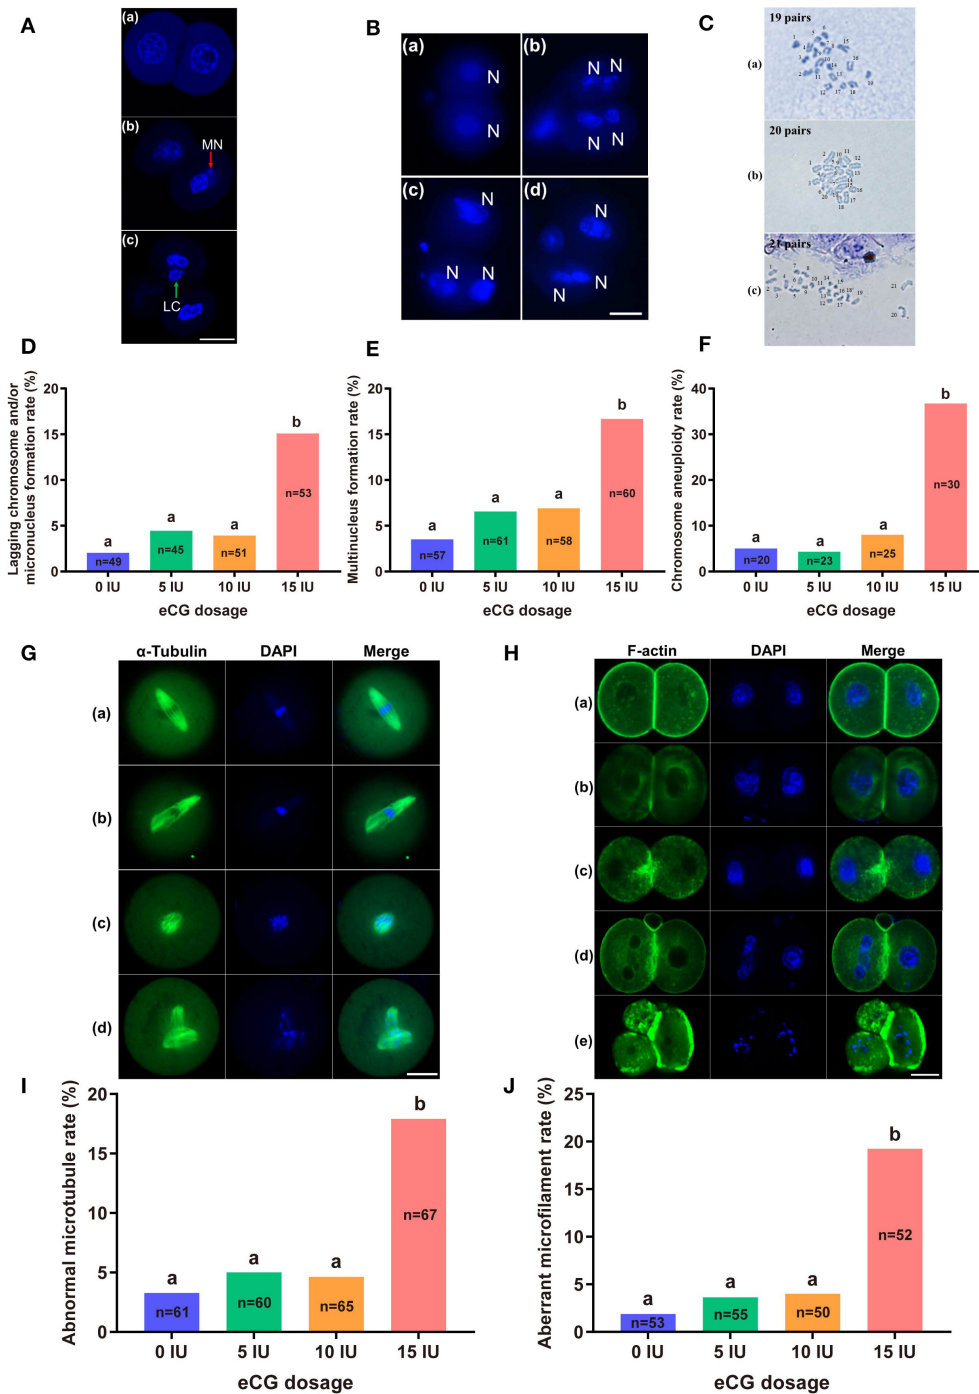 A
(a)
(b)
MN
(c)
LC
B
(a)
N
N
(b)
N N
N N
(c)
N
N N
(d)
N
N
C
19 pairs
(a)
20 pairs
(b)
21 pairs
(c)
D
Lagging chromosome and/or
micronucleus formation rate (%)
20
15
10
5
0
a
a
a
b
n=49
n=45
n=51
n=53
0 IU 5 IU 10 IU 15 IU
eCG dosage
E
Multinucleus formation rate (%)
20
15
10
5
0
a
a
a
b
n=57
n=61
n=58
n=60
0 IU 5 IU 10 IU 15 IU
eCG dosage
F
Chromosome aneuploidy rate (%)
40
30
20
10
0
a
a
a
b
n=20
n=23
n=25
n=30
0 IU 5 IU 10 IU 15 IU
eCG dosage
G
α-Tubulin DAPI Merge
(a)
(b)
(c)
(d)
H
F-actin DAPI Merge
(a)
(b)
(c)
(d)
(e)
I
Abnormal microtubule rate (%)
20
15
10
5
0
a
a
a
b
n=61
n=60
n=65
n=67
0 IU 5 IU 10 IU 15 IU
eCG dosage
J
Aberrant microfilament rate (%)
25
20
15
10
5
0
a
a
a
b
n=53
n=55
n=50
n=52
0 IU 5 IU 10 IU 15 IU
eCG dosage